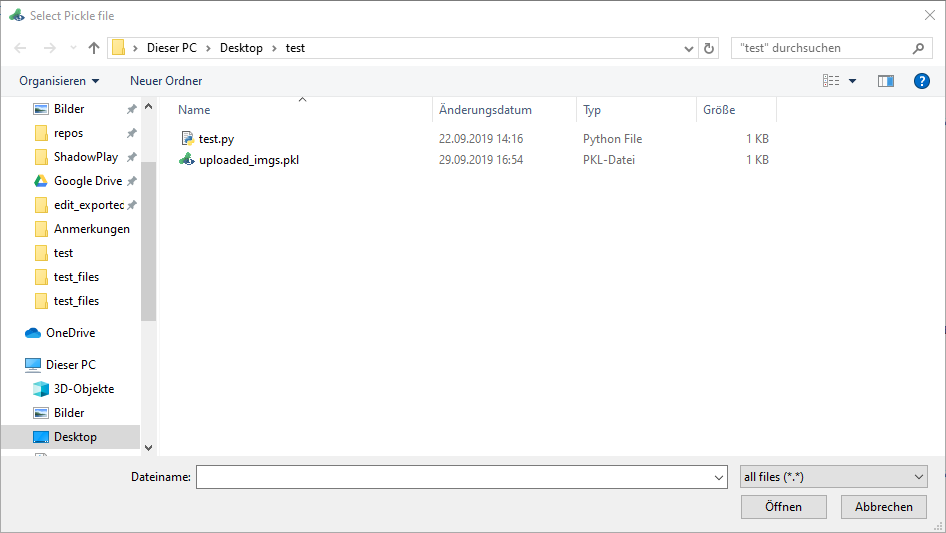 Select Pickle file
Dieser PC > Desktop > test
"test" durchsuchen
Organisieren Neuer Ordner
Name Änderungsdatum Typ Größe
test.py 22.09.2019 14:16 Python File 1 KB
uploaded_imgs.pkl 29.09.2019 16:54 PKL-Datei 1 KB
Bilder
repos
ShadowPlay
Google Drive
edit_exported
Anmerkungen
test
test_files
test_files
OneDrive
Dieser PC
3D-Objekte
Bilder
Desktop
Dateiname:
all files (*.*)
Öffnen Abbrechen